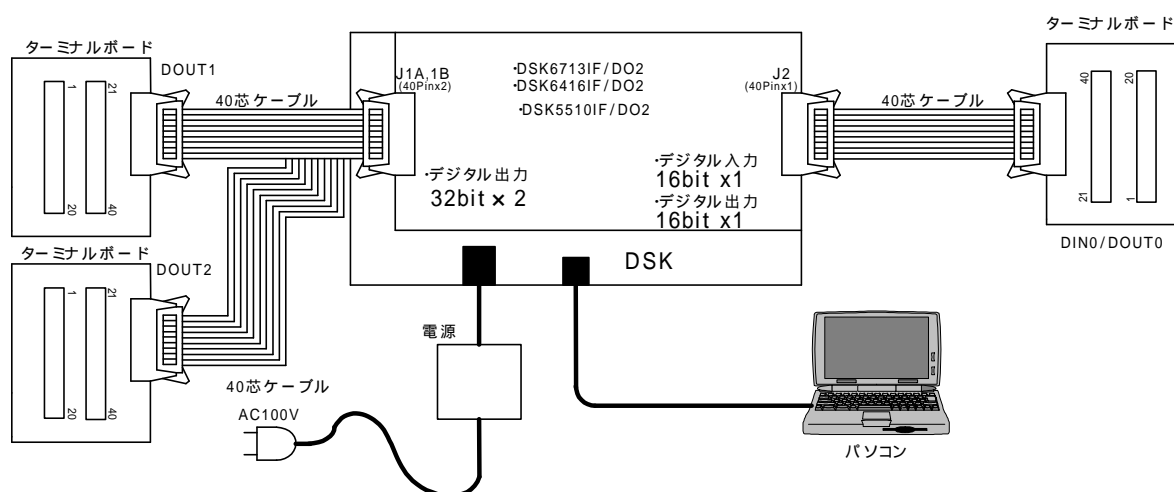 ターミナルボード
DOUT1
1
21
20
40
40芯ケーブル
J1A,1B
(40Pinx2)
・DSK6713IF/DO2
・DSK6416IF/DO2
・DSK5510IF/DO2
J2
(40Pinx1)
40芯ケーブル
ターミナルボード
40
20
21
1
DIN0/DOUT0
・デジタル出力
32bit × 2
・デジタル入力
16bit x1
・デジタル出力
16bit x1
DSK
ターミナルボード
DOUT2
1
21
20
40
40芯ケーブル
AC100V
電源
パソコン